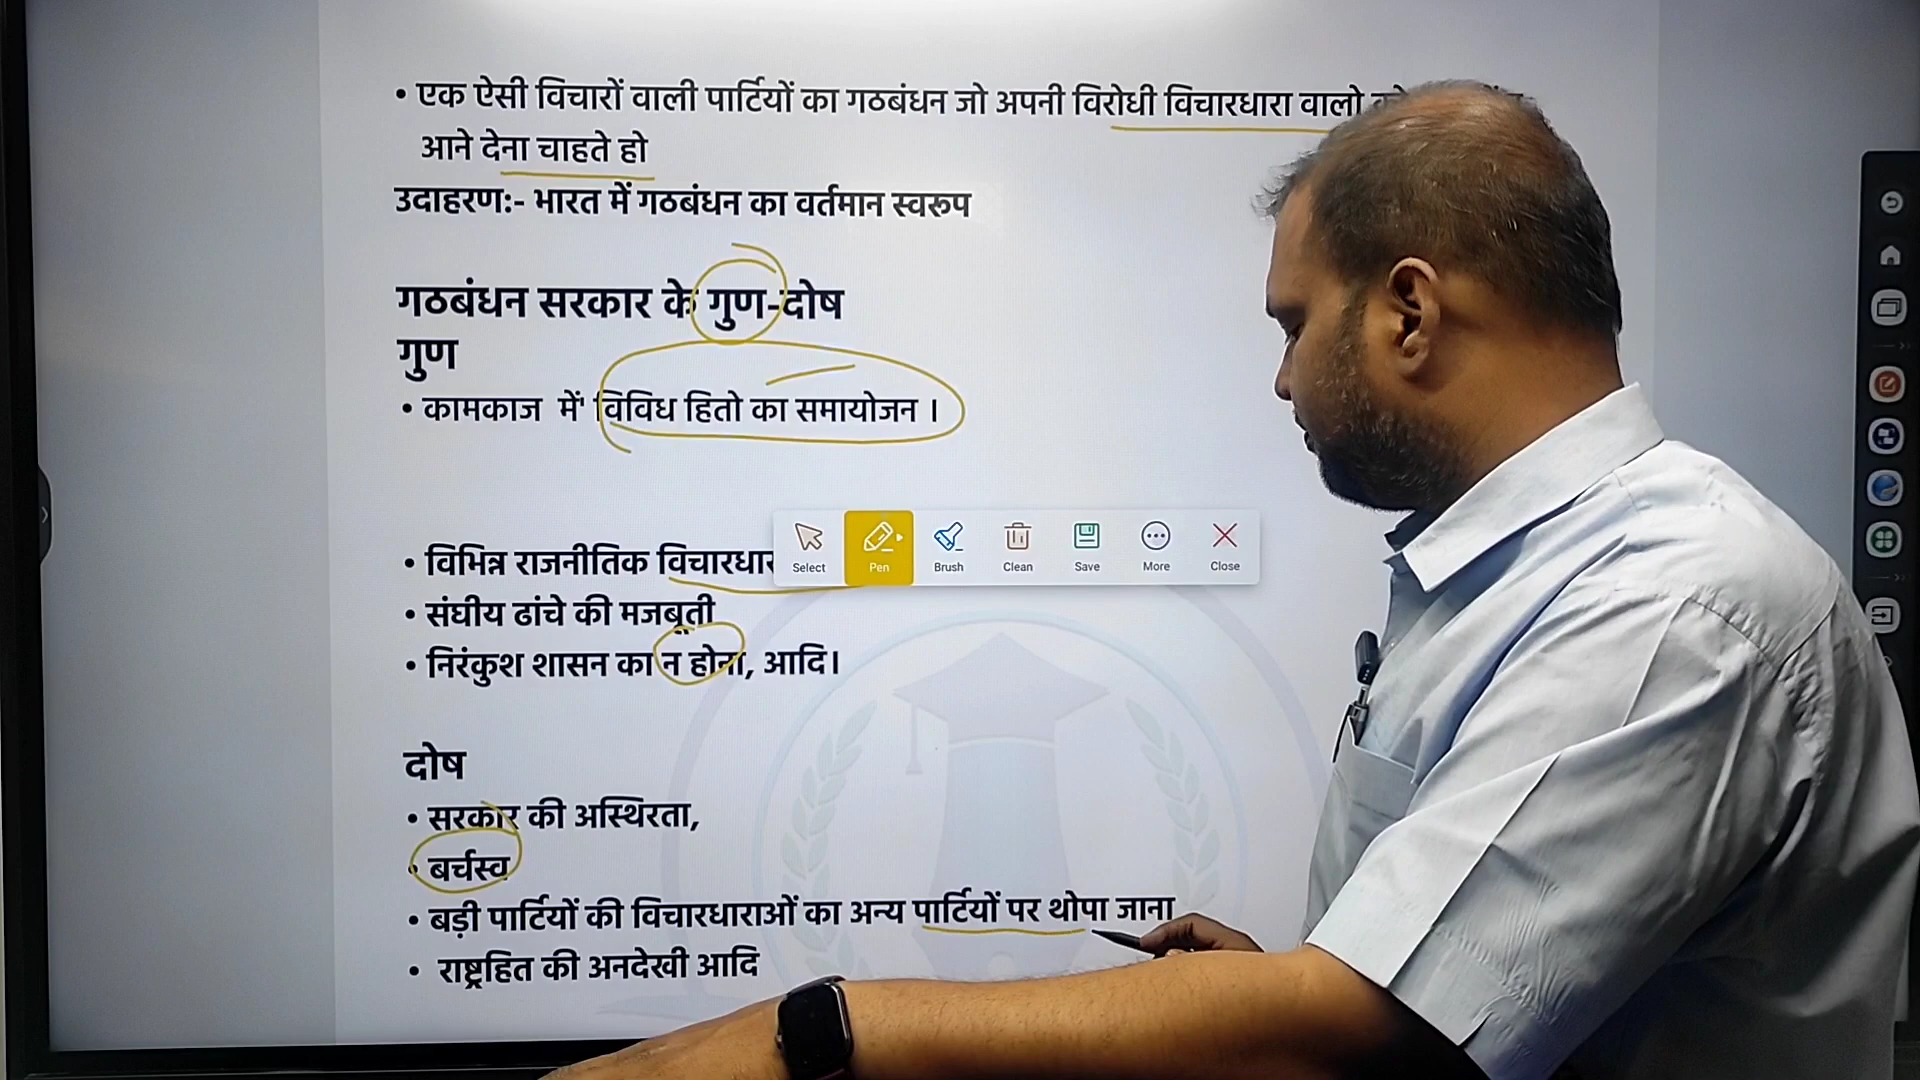 • एक ऐसी विचारों वाली पार्टियों का गठबंधन जो अपनी विरोधी विचारधारा वालो
आने देना चाहते हो
उदाहरण:- भारत में गठबंधन का वर्तमान स्वरूप
गठबंधन सरकार के गुण-दोष
गुण
• कामकाज में' विविध हितो का समायोजन ।
• विभिन्न राजनीतिक
Select Pen Brush Clean Save More Close
• संघीय ढांचे की मजबूती
• निरंकुश शासन का न होना, आदि।
दोष
• सरकार की अस्थिरता,
• बर्चस्व
• बड़ी पार्टियों की विचारधाराओं का अन्य पार्टियों पर थोपा जाना
• राष्ट्रहित की अनदेखी आदि